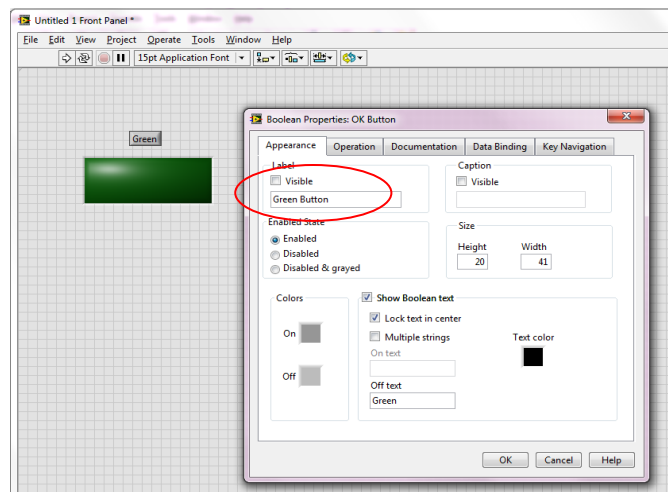 Untitled 1 Front Panel *
File Edit View Project Operate Tools Window Help
15pt Application Font
Green
Boolean Properties: OK Button
Appearance Operation Documentation Data Binding Key Navigation
Label
Visible
Green Button
Caption
Visible
Enabled State
Enabled
Disabled
Disabled & grayed
Size
Height Width
20 41
Colors
On
Off
Show Boolean text
Lock text in center
Multiple strings
Text color
On text
Off text
Green
OK Cancel Help